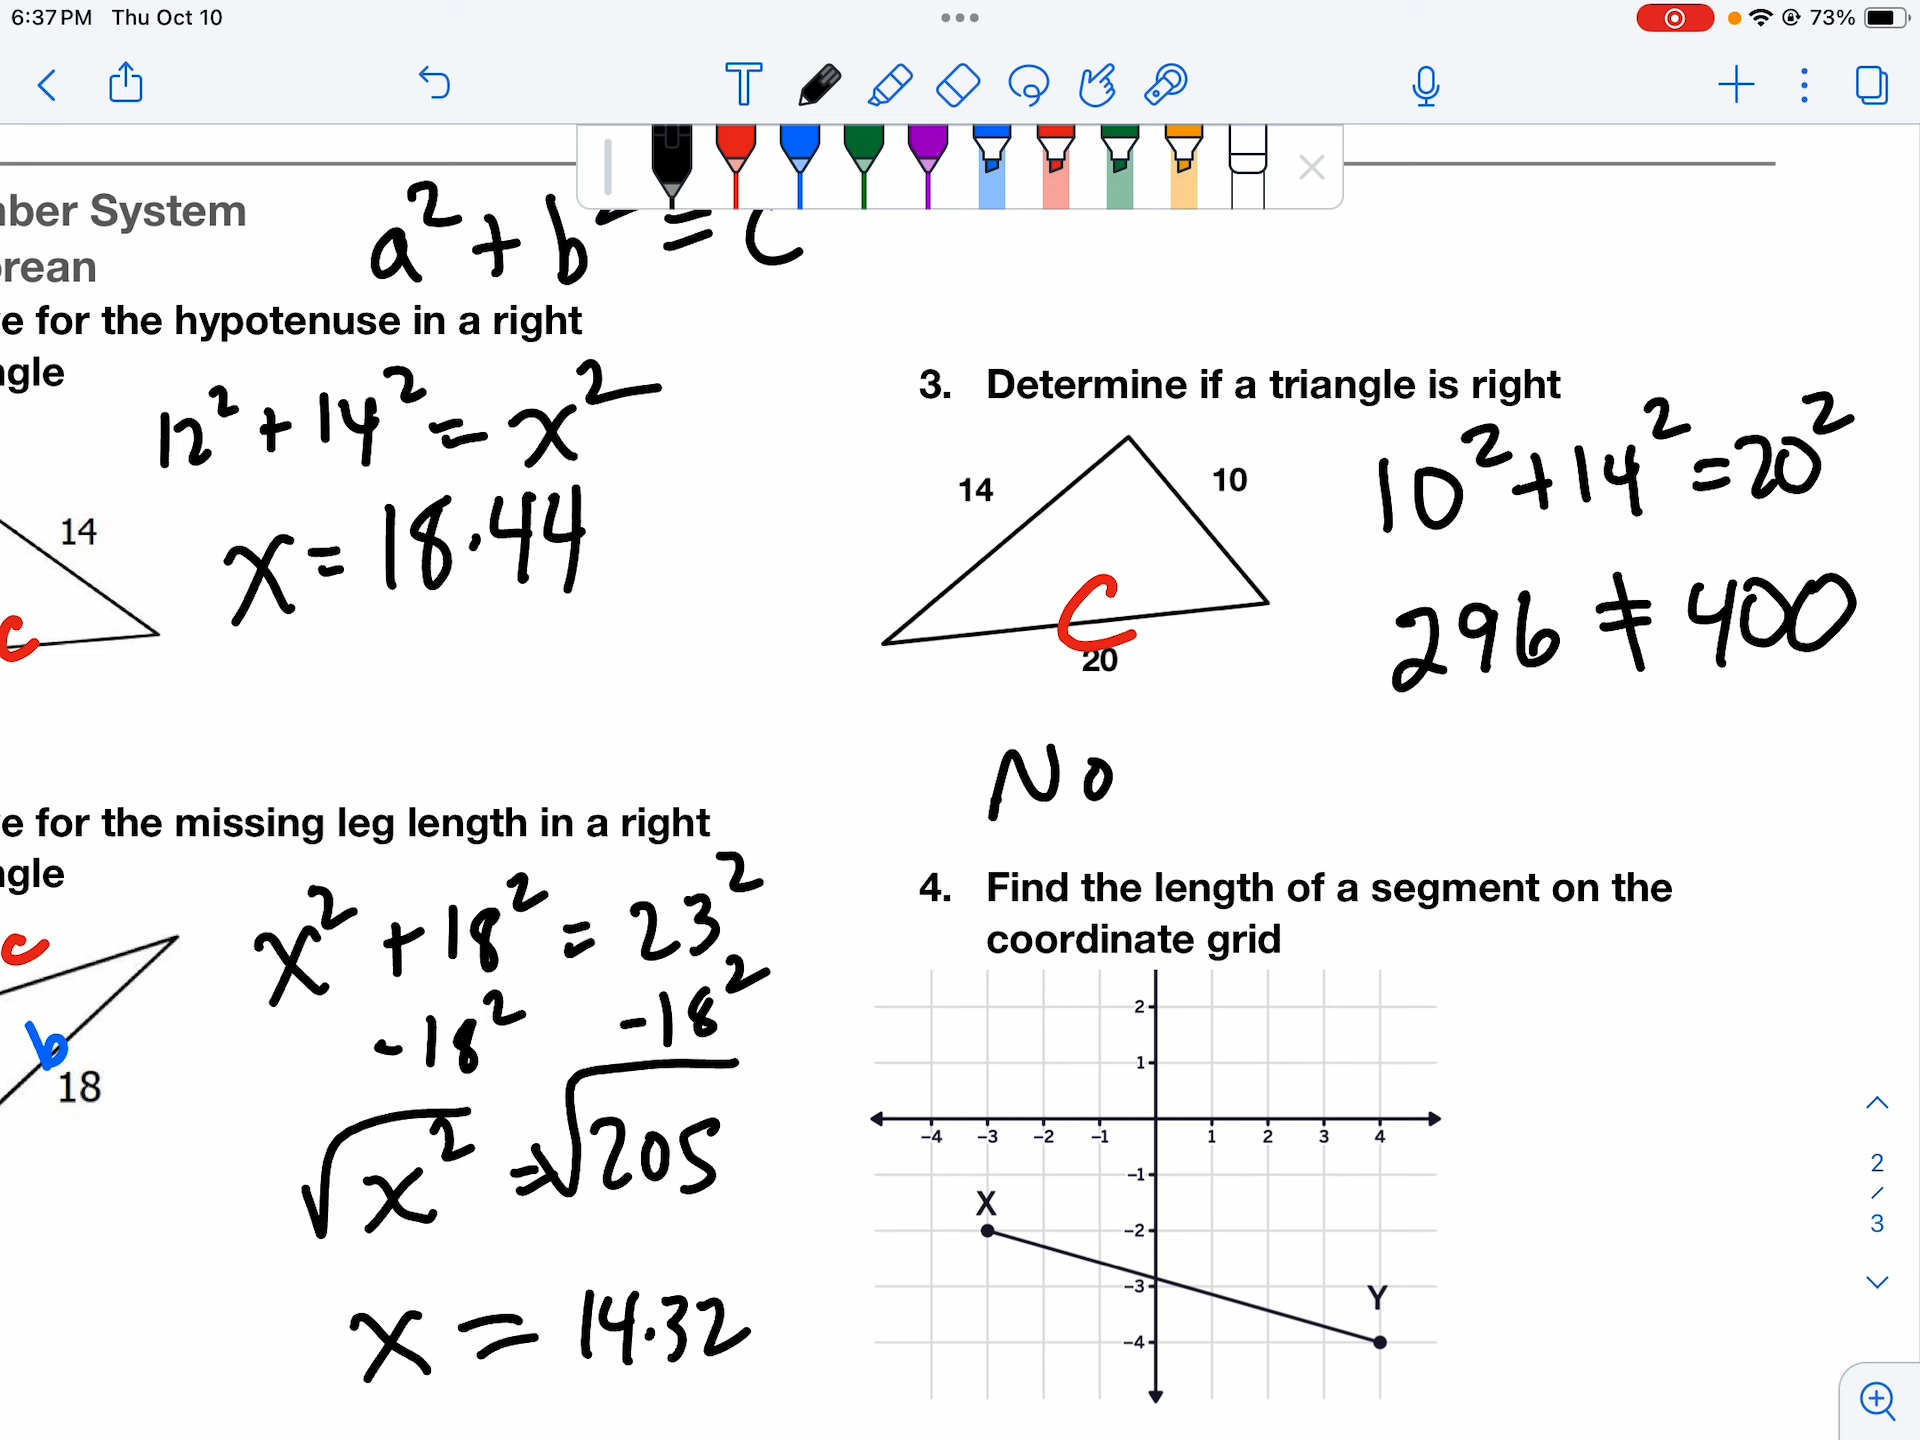 6:37 PM Thu Oct 10
73%
ber System
rean
a² + b² = c
e for the hypotenuse in a right
gle
12² + 14² = x²
14
x = 18.44
c
e for the missing leg length in a right
gle
x² + 18² = 23²
-18² -18²
c
b
18
√x² = √205
x = 14.32
3. Determine if a triangle is right
14
10
C
20
10² + 14² = 20²
296 ≠ 400
No
4. Find the length of a segment on the
coordinate grid
2
1
-4 -3 -2 -1 1 2 3 4
-1
X
-2
-3
Y
-4
2
/
3